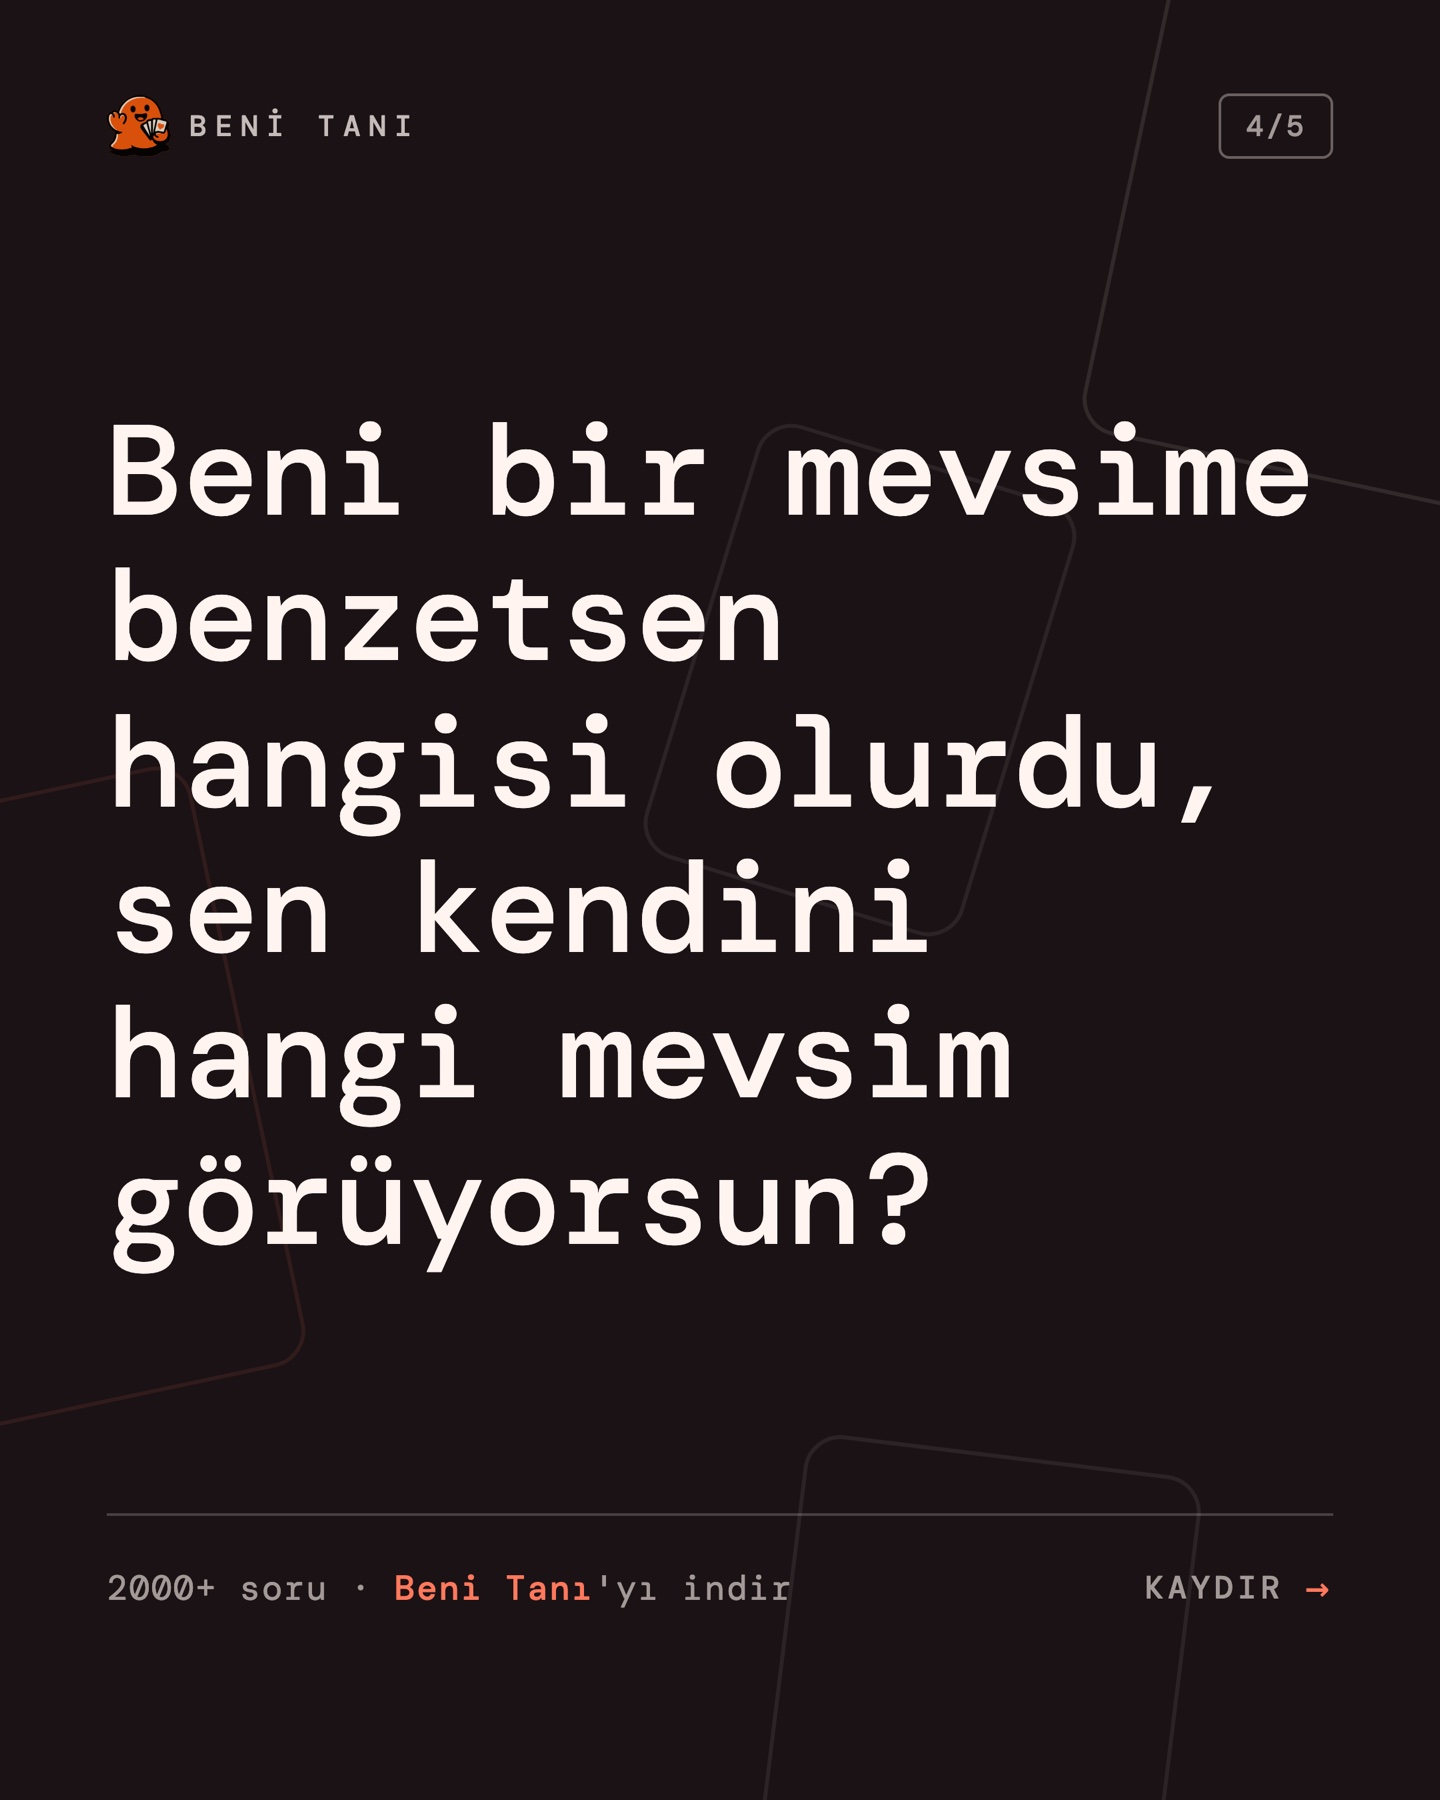 BENİ TANI
4/5
Beni bir mevsime
benzetsen
hangisi olurdu,
sen kendini
hangi mevsim
görüyorsun?
2000+ soru · Beni Tanı'yı indir
KAYDIR →